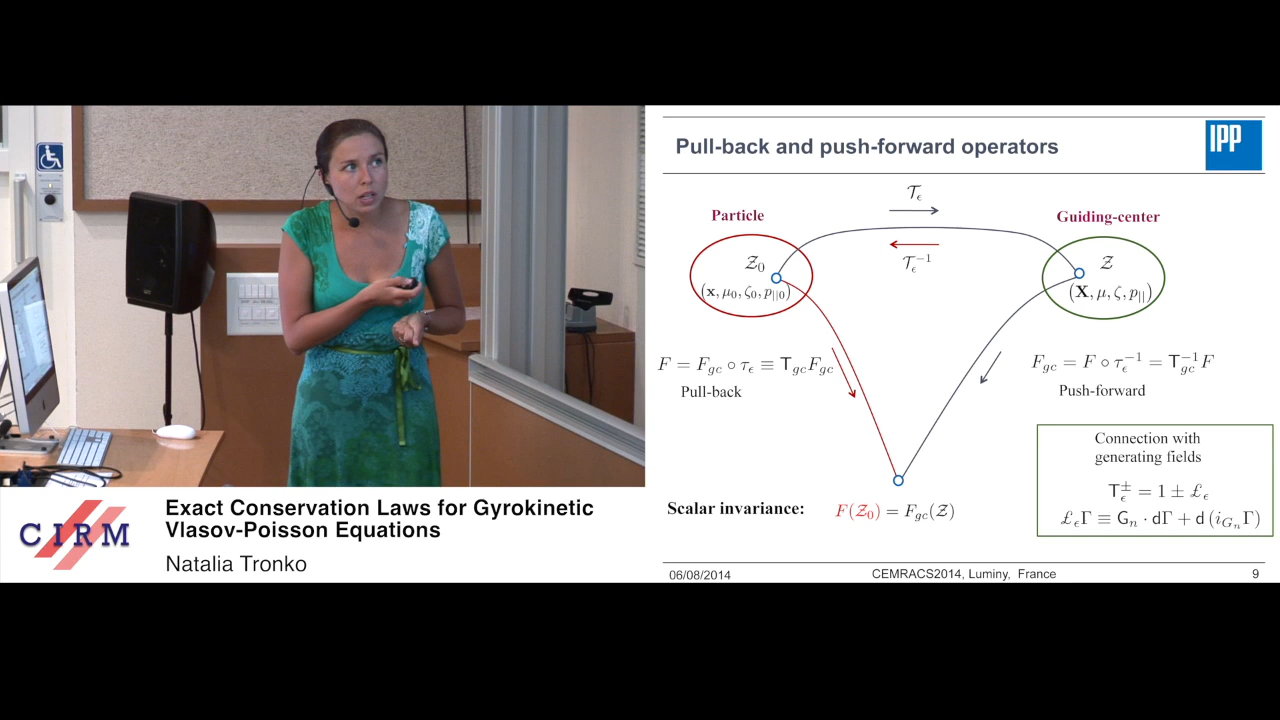 Pull-back and push-forward operators
IPP
𝒯_ϵ
Particle
Guiding-center
𝒯_ϵ^{-1}
𝒵_0
𝒵
(x, μ_0, ζ_0, p_{||0})
(X, μ, ζ, p_{||})
F = F_{gc} ∘ τ_ϵ ≡ T_{gc}F_{gc}
F_{gc} = F ∘ τ_ϵ^{-1} = T_{gc}^{-1}F
Pull-back
Push-forward
Connection with
generating fields
T_ϵ^± = 1 ± £_ϵ
£_ϵΓ ≡ G_n · dΓ + d (i_{G_n}Γ)
Scalar invariance: F(𝒵_0) = F_{gc}(𝒵)
06/08/2014 CEMRACS2014, Luminy, France 9
CIRM
Exact Conservation Laws for Gyrokinetic
Vlasov-Poisson Equations
Natalia Tronko